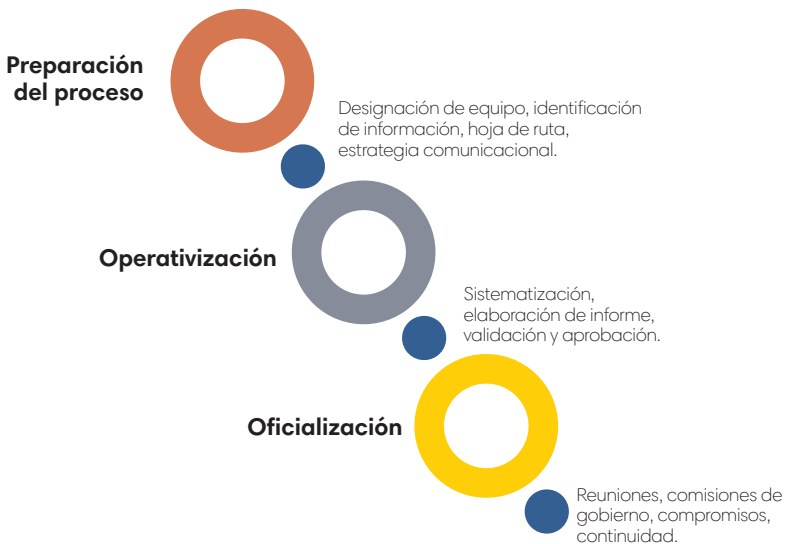 Preparación
del proceso
Designación de equipo, identificación
de información, hoja de ruta,
estrategia comunicacional.
Operativización
Sistematización,
elaboración de informe,
validación y aprobación.
Oficialización
Reuniones, comisiones de
gobierno, compromisos,
continuidad.